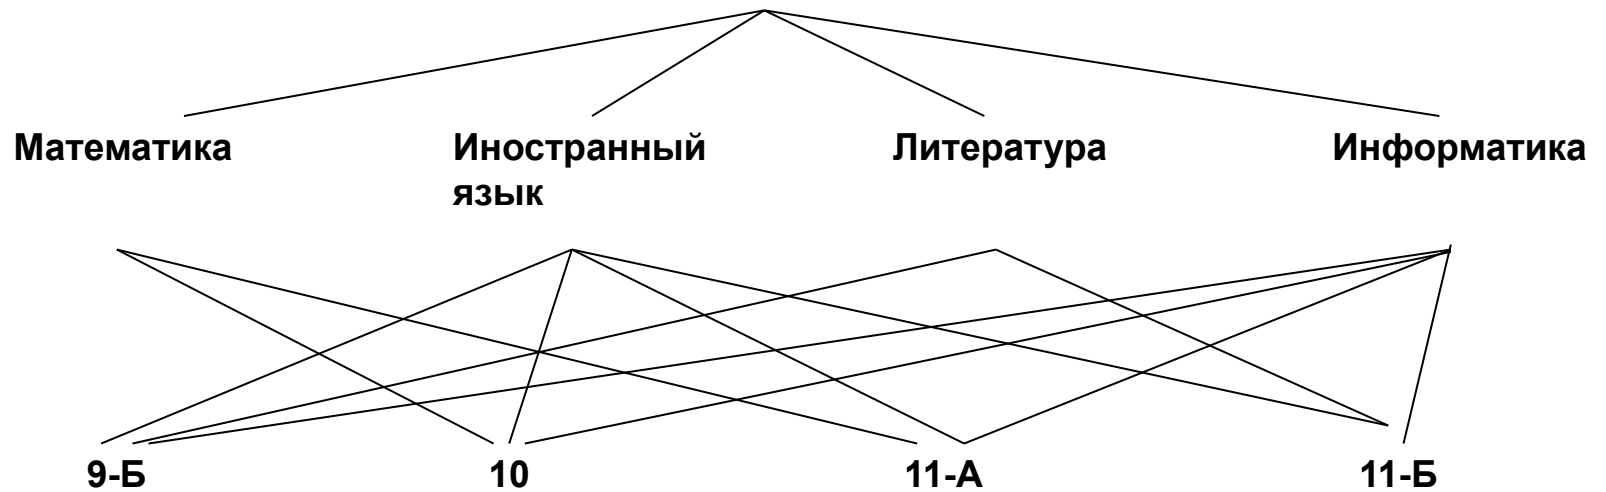 Математика
Иностранный
язык
Литература
Информатика
9-Б
10
11-А
11-Б